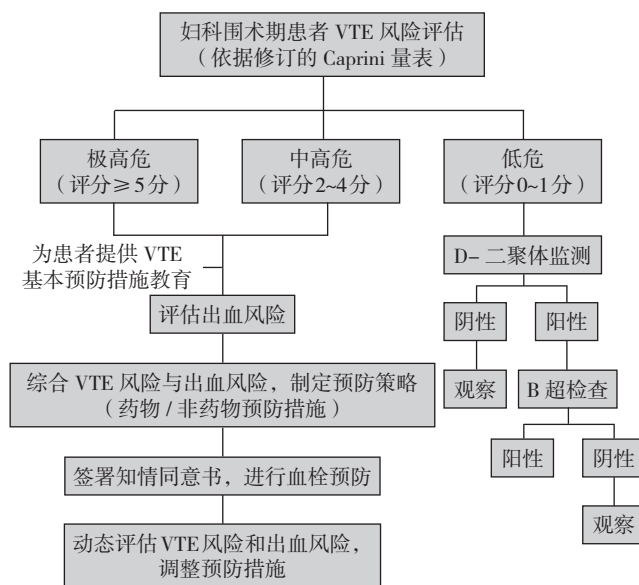 妇科围术期患者 VTE 风险评估
（依据修订的 Caprini 量表）
极高危
（评分≥5分）
中高危
（评分2~4分）
低危
（评分0~1分）
为患者提供 VTE
基本预防措施教育
D- 二聚体监测
评估出血风险
阴性
阳性
综合 VTE 风险与出血风险，制定预防策略
（药物 / 非药物预防措施）
观察
B 超检查
签署知情同意书，进行血栓预防
阳性
阴性
动态评估VTE风险和出血风险，
调整预防措施
观察